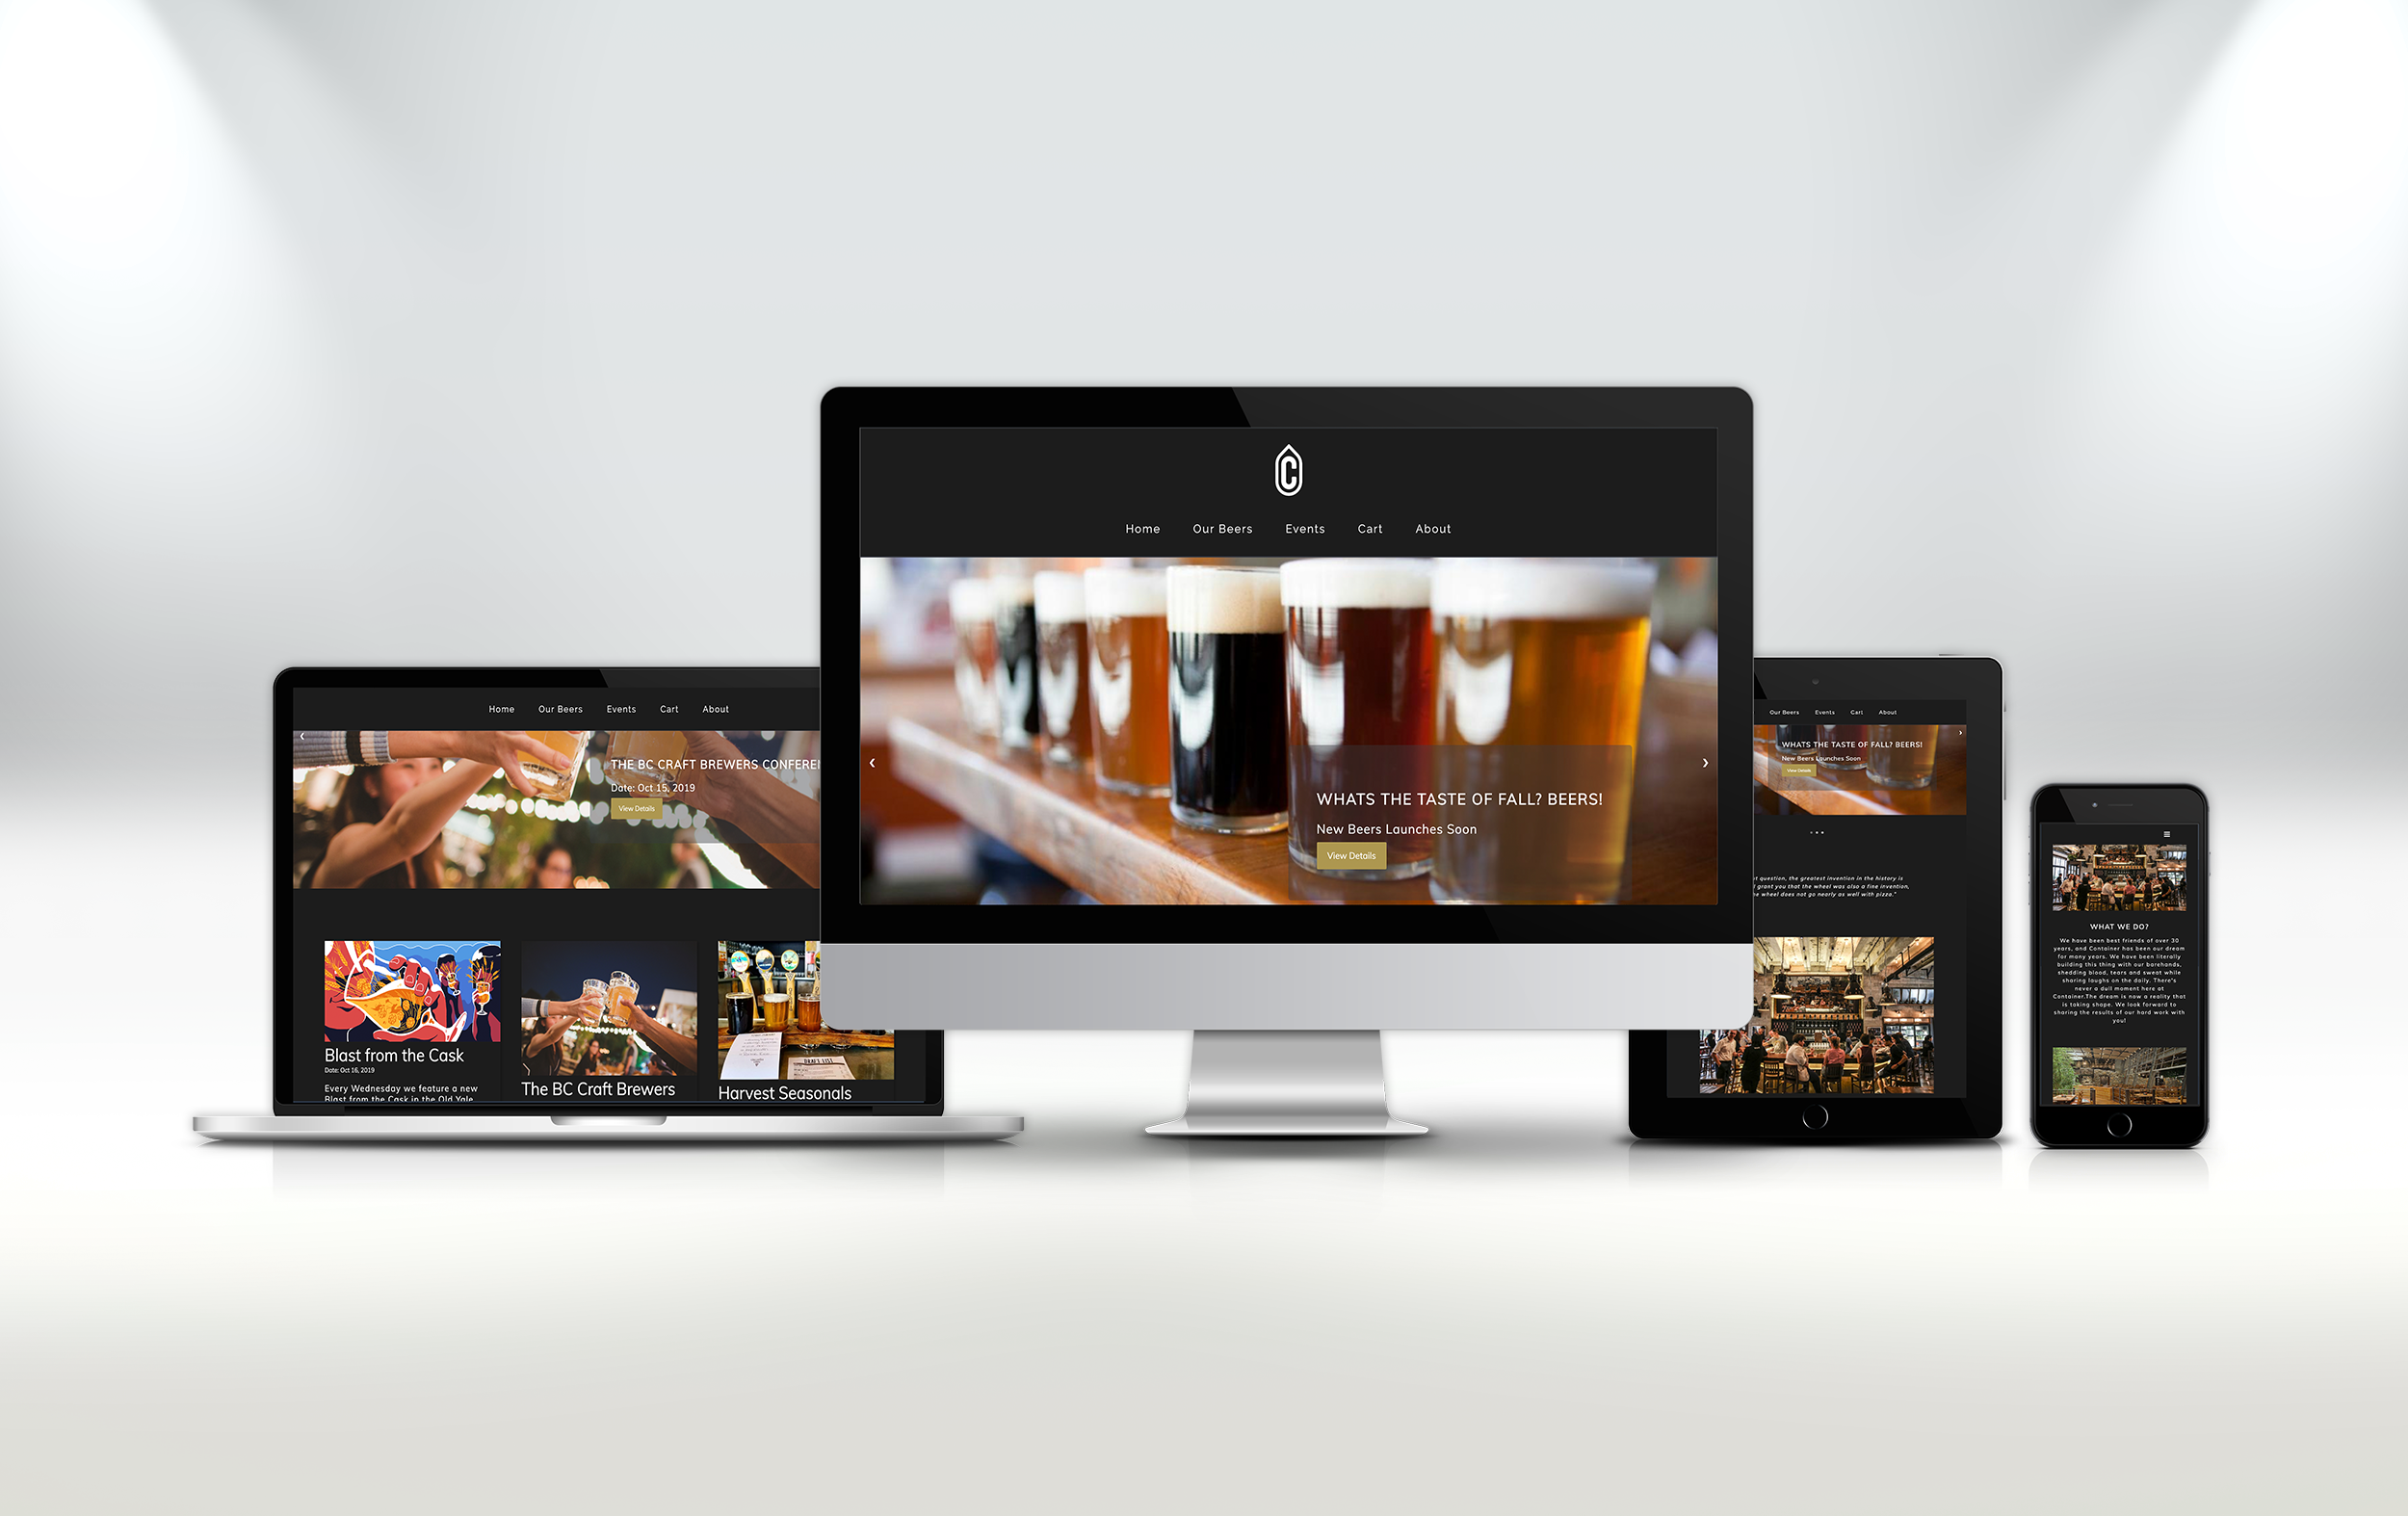 C
Home Our Beers Events Cart About
WHATS THE TASTE OF FALL? BEERS!
New Beers Launches Soon
View Details
Home Our Beers Events Cart About
THE BC CRAFT BREWERS
Date: Oct 15, 2019
View Details
Blast from the Cask
Date: Oct 16, 2019
Every Wednesday we feature a new
Blast from the Cask in the Old Yale
The BC Craft Brewers
DRAFT LIST
Harvest Seasonals
Our Beers Events Cart About
WHATS THE TASTE OF FALL? BEERS!
New Beers Launches Soon
View Details
question, the greatest invention in the history is
grant you that the wheel was also a fine invention,
wheel does not go nearly as well with pizza."
WHAT WE DO?
We have been best friends of over 30
years, and Container has been our dream
for many years. We have been literally
building this thing with our barehands,
shedding blood, tears and sweat while
sharing laughs on the daily. There's
never a dull moment here at
Container.The dream is now a reality that
is taking shape. We look forward to
sharing the results of our hard work with
you!